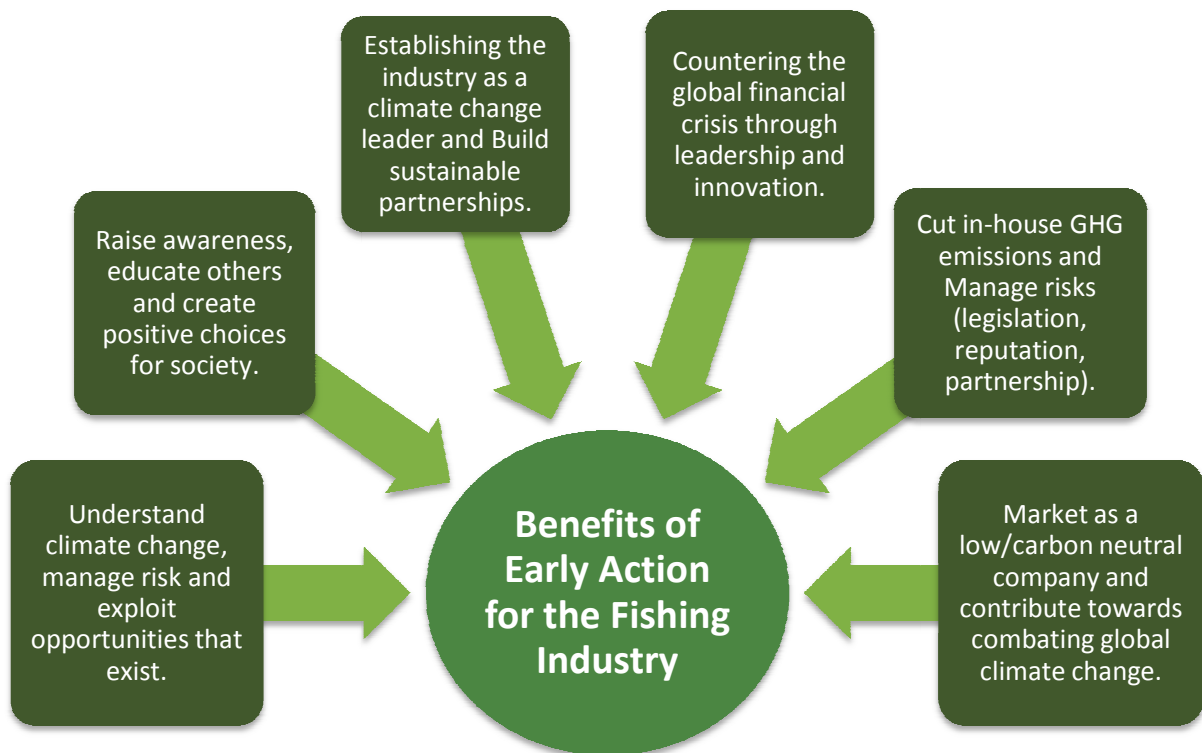 Establishing the
industry as a
climate change
leader and Build
sustainable
partnerships.
Countering the
global financial
crisis through
leadership and
innovation.
Raise awareness,
educate others
and create
positive choices
for society.
Cut in-house GHG
emissions and
Manage risks
(legislation,
reputation,
partnership).
Understand
climate change,
manage risk and
exploit
opportunities that
exist.
Benefits of
Early Action
for the Fishing
Industry
Market as a
low/carbon neutral
company and
contribute towards
combating global
climate change.